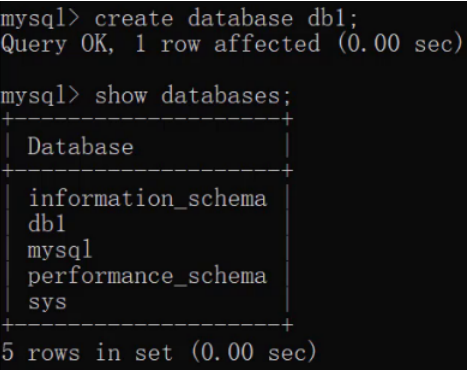 mysql> create database db1;
Query OK, 1 row affected (0.00 sec)
mysql> show databases;
+--------------------+
| Database           |
+--------------------+
| information_schema |
| db1                |
| mysql              |
| performance_schema |
| sys                |
+--------------------+
5 rows in set (0.00 sec)